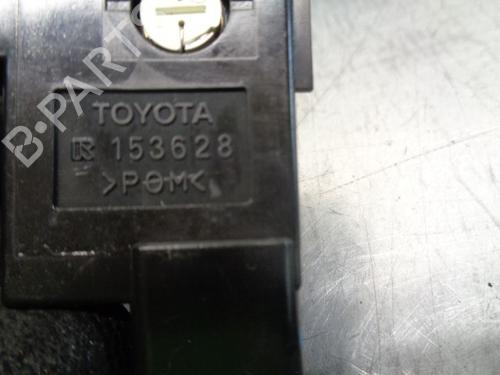 TOYOTA
R 153628
>POM<
B-PARTS